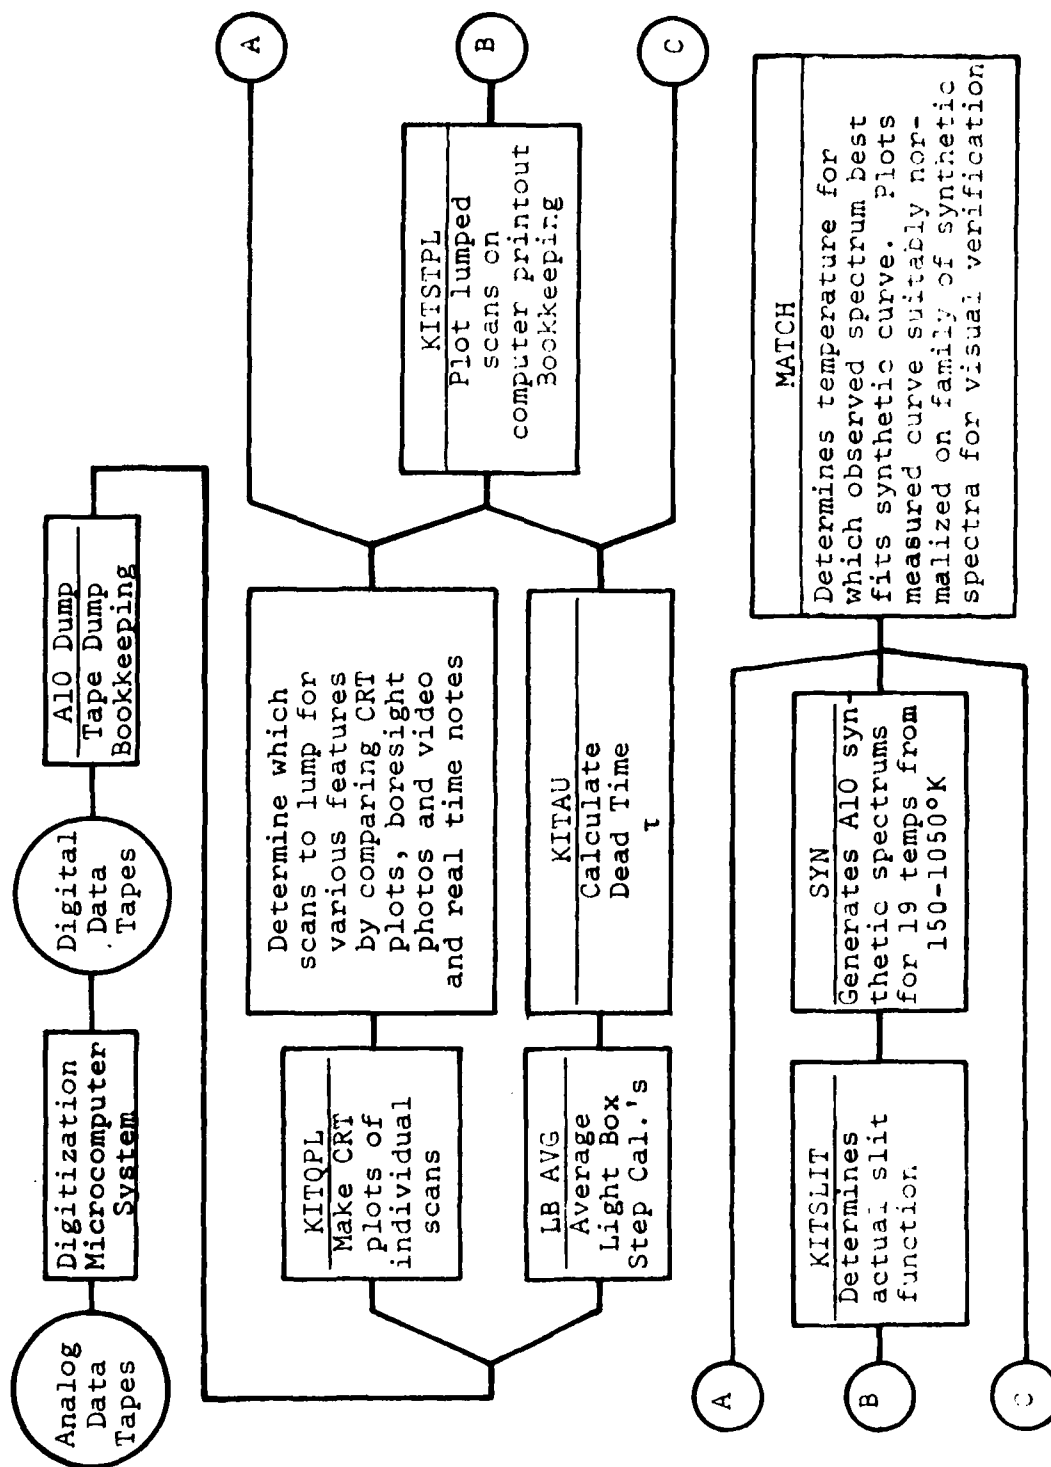 Analog
Data
Tapes
Digitization
Microcomputer
System
Digital
Data
Tapes
A10 Dump
Tape Dump
Bookkeeping
KITQPL
Make CRT
plots of
individual
scans
Determine which
scans to lump for
various features
by comparing CRT
plots, boresight
photos and video
and real time notes
A
KITSTPL
Plot lumped
scans on
computer printout
Bookkeeping
B
LB AVG
Average
Light Box
Step Cal.'s
KITAU
Calculate
Dead Time
τ
C
A
B
C
KITSLIT
Determines
actual slit
function
SYN
Generates A10 syn-
thetic spectrums
for 19 temps from
150-1050°K
MATCH
Determines temperature for
which observed spectrum best
fits synthetic curve. Plots
measured curve suitably nor-
malized on family of synthetic
spectra for visual verification